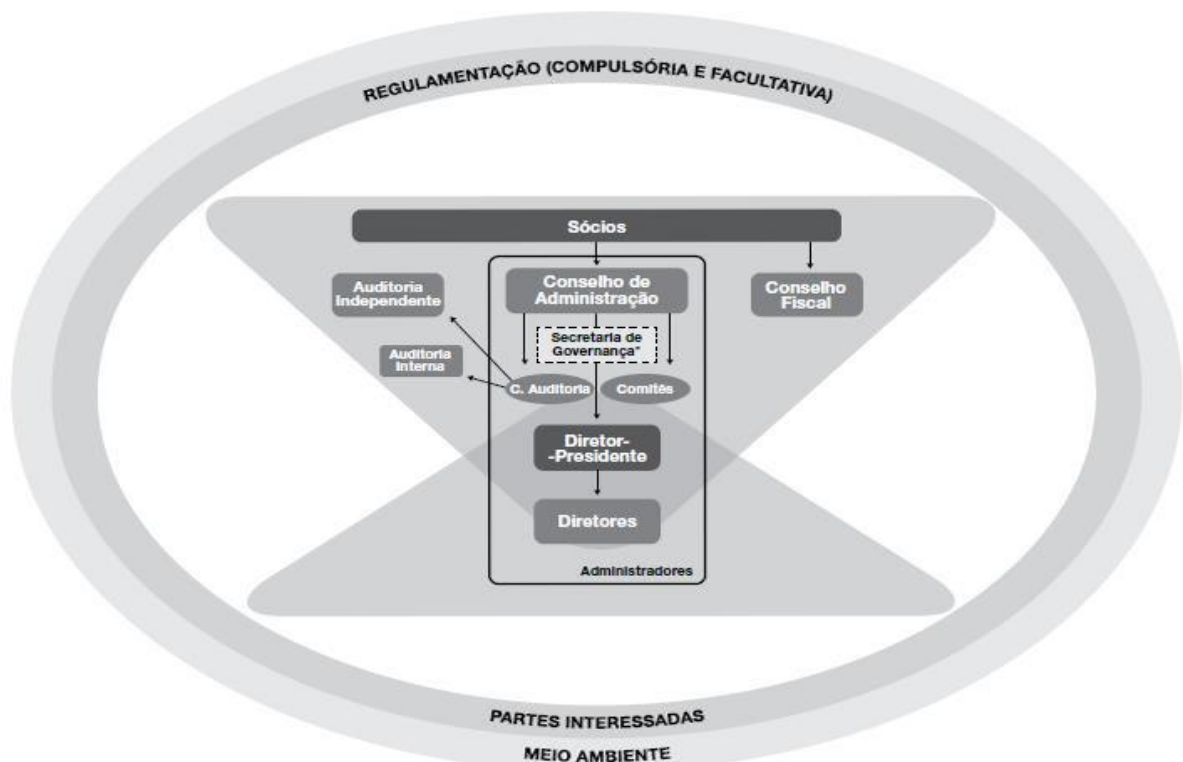 REGULAMENTAÇÃO (COMPULSÓRIA E FACULTATIVA)
Sócios
Auditoria
Independente
Conselho de
Administração
Conselho
Fiscal
Secretaria de
Governança*
Auditoria
Interna
C. Auditoria
Comitês
Diretor-
-Presidente
Diretores
Administradores
PARTES INTERESSADAS
MEIO AMBIENTE